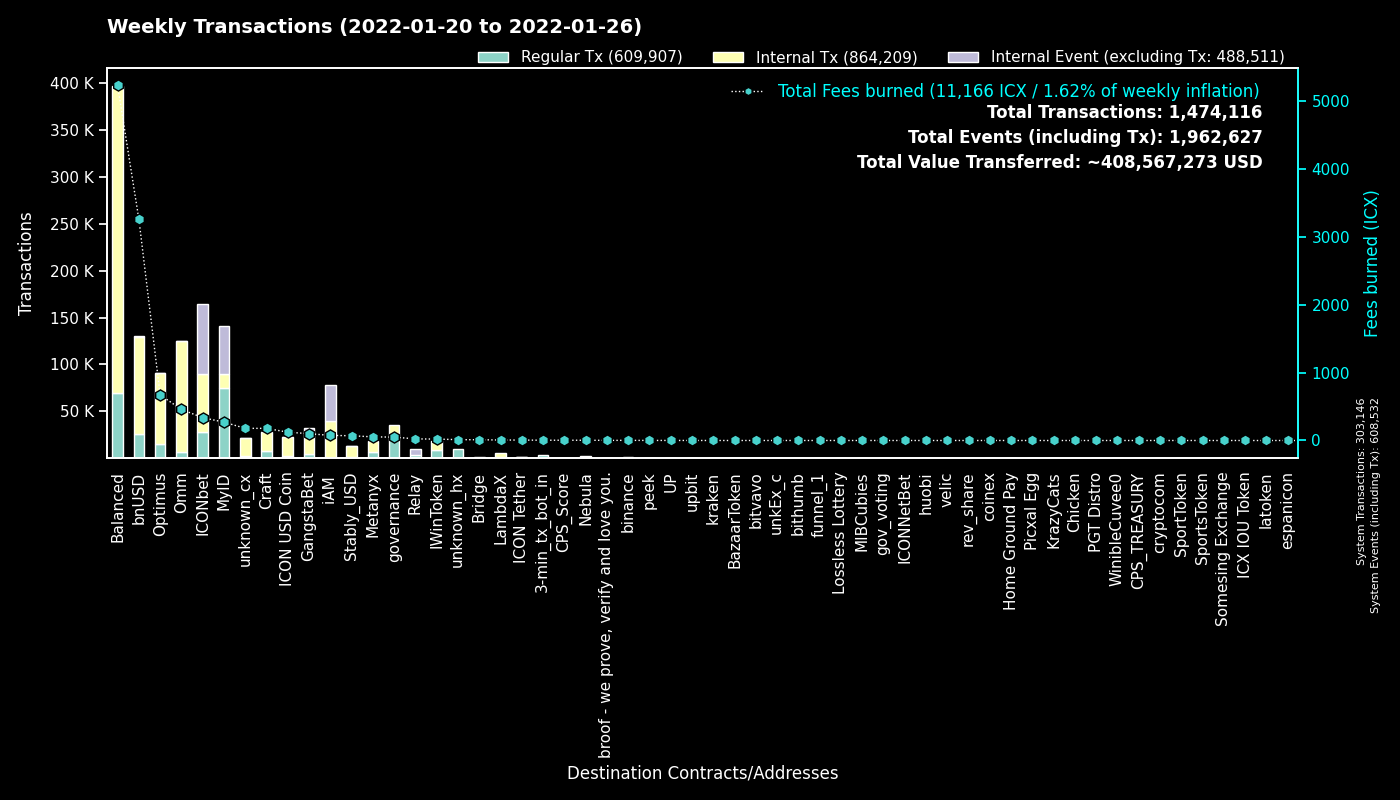 Weekly Transactions (2022-01-20 to 2022-01-26)
Regular Tx (609,907)
Internal Tx (864,209)
Internal Event (excluding Tx: 488,511)
Total Fees burned (11,166 ICX / 1.62% of weekly inflation)
Total Transactions: 1,474,116
Total Events (including Tx): 1,962,627
Total Value Transferred: ~408,567,273 USD
Transactions
400 K
350 K
300 K
250 K
200 K
150 K
100 K
50 K
5000
4000
3000
2000
1000
0
Fees burned (ICX)
System Transactions: 303,146
System Events (including Tx): 608,532
Balanced
bnUSD
Optimus
Omm
ICONbet
MyID
unknown_cx
Craft
ICON USD Coin
GangstaBet
iAM
Stably_USD
Metanyx
governance
Relay
IWinToken
unknown_hx
Bridge
LambdaX
ICON Tether
3-min_tx_bot_in
CPS_Score
Nebula
broof - we prove, verify and love you.
binance
peek
UP
upbit
kraken
BazaarToken
bitvavo
unkEx_c
bithumb
funnel_1
Lossless Lottery
MIBCubies
gov_voting
ICONNetBet
huobi
velic
rev_share
coinex
Home Ground Pay
Picxal Egg
KrazyCats
Chicken
PGT Distro
WinibleCuvee0
CPS_TREASURY
cryptocom
SportToken
SportsToken
Somesing Exchange
ICX IOU Token
latoken
espanicon
Destination Contracts/Addresses